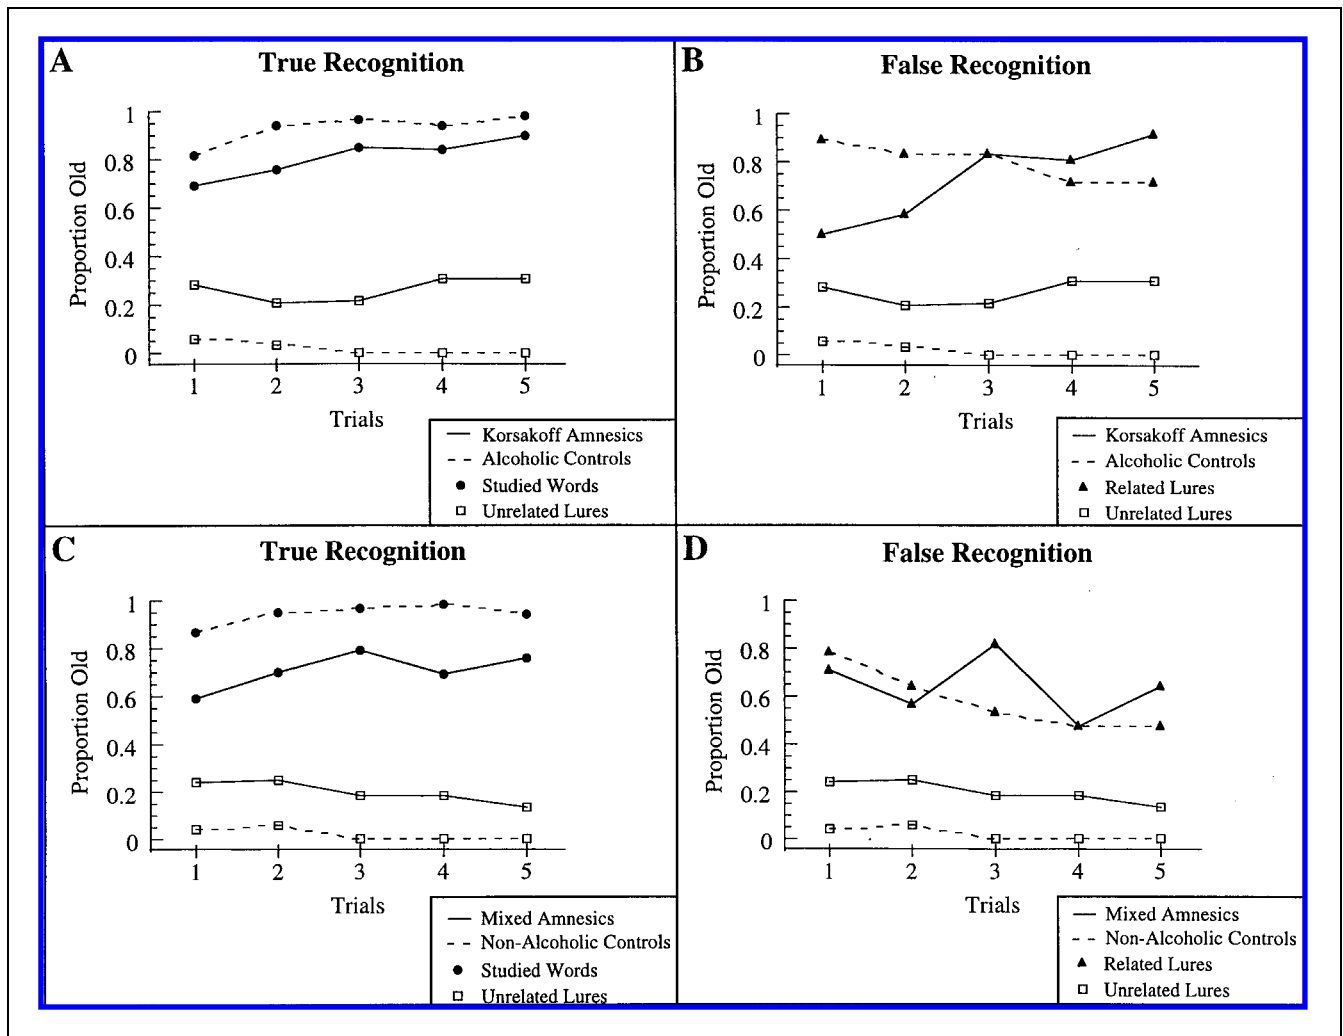 A
True Recognition
Proportion Old
1
0.8
0.6
0.4
0.2
0
1 2 3 4 5
Trials
Korsakoff Amnesics
Alcoholic Controls
Studied Words
Unrelated Lures
B
False Recognition
Proportion Old
1
0.8
0.6
0.4
0.2
0
1 2 3 4 5
Trials
Korsakoff Amnesics
Alcoholic Controls
Related Lures
Unrelated Lures
C
True Recognition
Proportion Old
1
0.8
0.6
0.4
0.2
0
1 2 3 4 5
Trials
Mixed Amnesics
Non-Alcoholic Controls
Studied Words
Unrelated Lures
D
False Recognition
Proportion Old
1
0.8
0.6
0.4
0.2
0
1 2 3 4 5
Trials
Mixed Amnesics
Non-Alcoholic Controls
Related Lures
Unrelated Lures